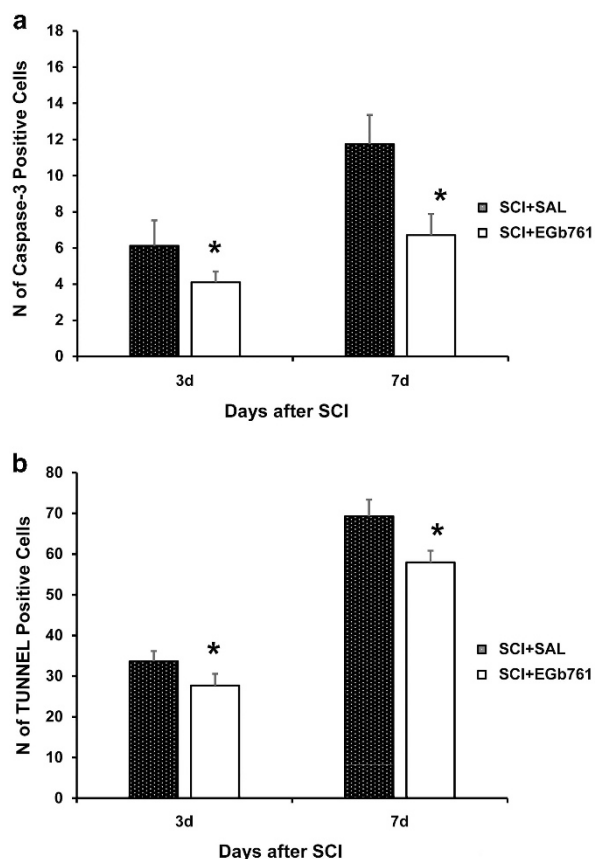 a
N of Caspase-3 Positive Cells
18
16
14
12
10
8
6
4
2
0
*
*
SCI+SAL
SCI+EGb761
3d
7d
Days after SCI
b
N of TUNNEL Positive Cells
80
70
60
50
40
30
20
10
0
*
*
SCI+SAL
SCI+EGb761
3d
7d
Days after SCI